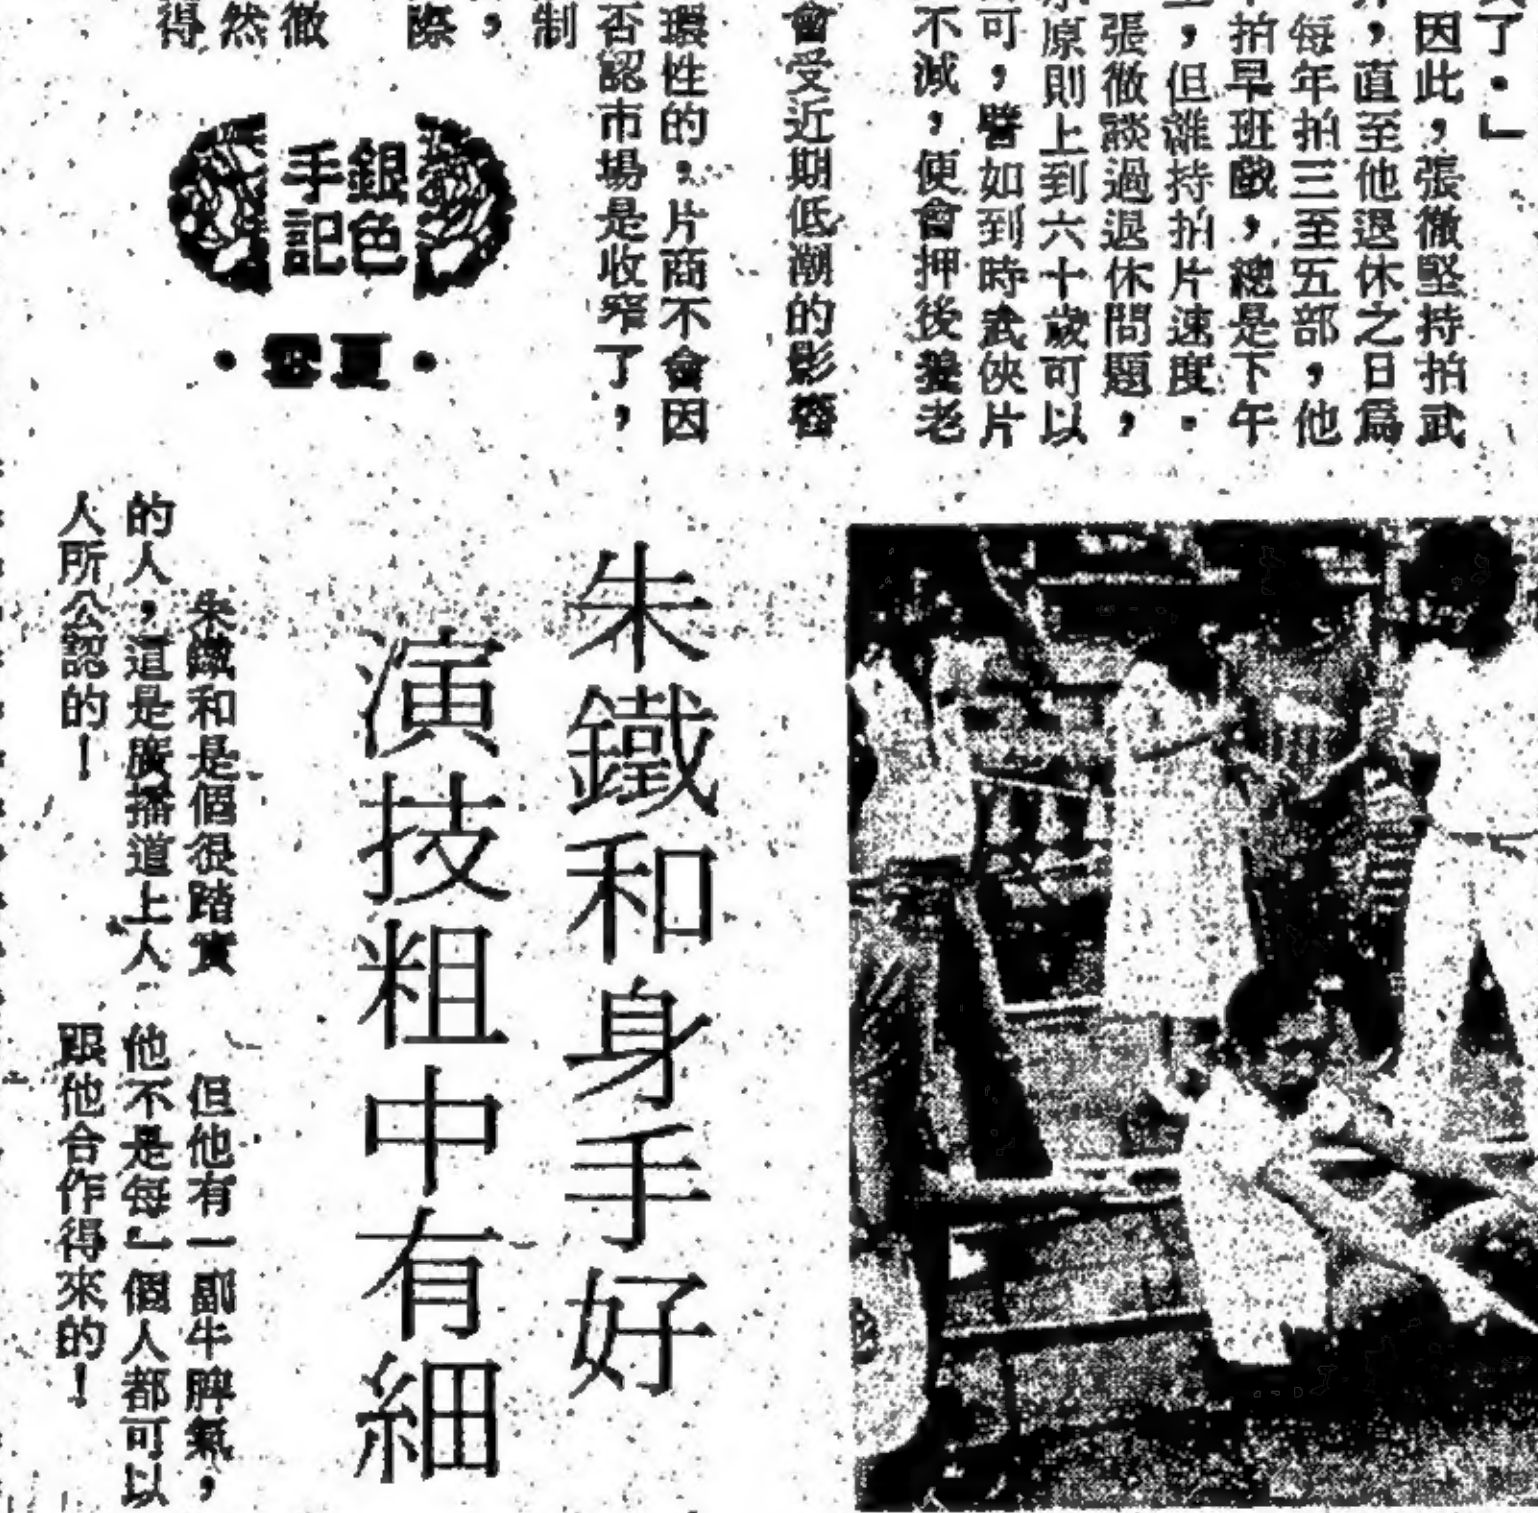 了。」
因此，張徹堅持拍武
，直至他退休之日爲
每年拍三至五部，他
拍早班戲，總是下午
，但維持拍片速度。
張徹談過退休問題，
原則上到六十歲可以
可，譬如到時武俠片
不減，便會押後養老
會受近期低潮的影響
環性的，片商不會因
否認市場是收窄了，
制
，
際
徹
然
得
銀色
手記
・夏
朱鐵和身手好
演技粗中有細
朱鐵和是個很踏實
的人，這是廣播道上人
人所公認的！
但他有一副牛脾氣，
他不是每」個人都可以
跟他合作得來的！